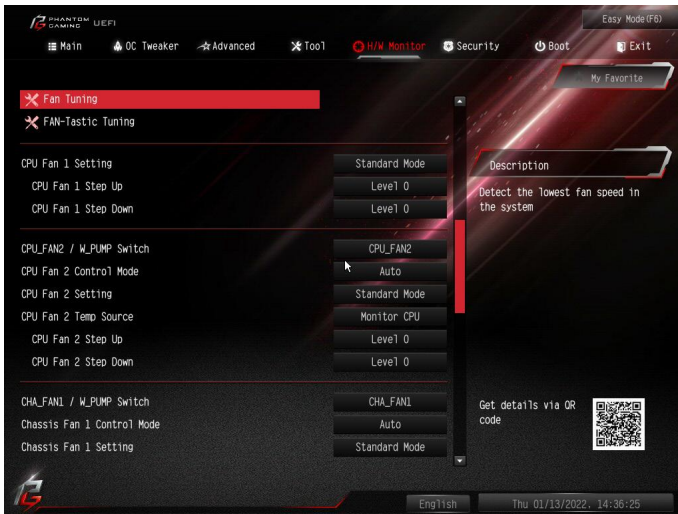 PHANTOM
GAMING UEFI
Easy Mode(F6)
Main OC Tweaker Advanced Tool H/W Monitor Security Boot Exit
My Favorite
Fan Tuning
FAN-Tastic Tuning
CPU Fan 1 Setting Standard Mode
CPU Fan 1 Step Up Level 0
CPU Fan 1 Step Down Level 0
CPU_FAN2 / W_PUMP Switch CPU_FAN2
CPU Fan 2 Control Mode Auto
CPU Fan 2 Setting Standard Mode
CPU Fan 2 Temp Source Monitor CPU
CPU Fan 2 Step Up Level 0
CPU Fan 2 Step Down Level 0
CHA_FAN1 / W_PUMP Switch CHA_FAN1
Chassis Fan 1 Control Mode Auto
Chassis Fan 1 Setting Standard Mode
Description
Detect the lowest fan speed in
the system
Get details via QR
code
English
Thu 01/13/2022, 14:36:25